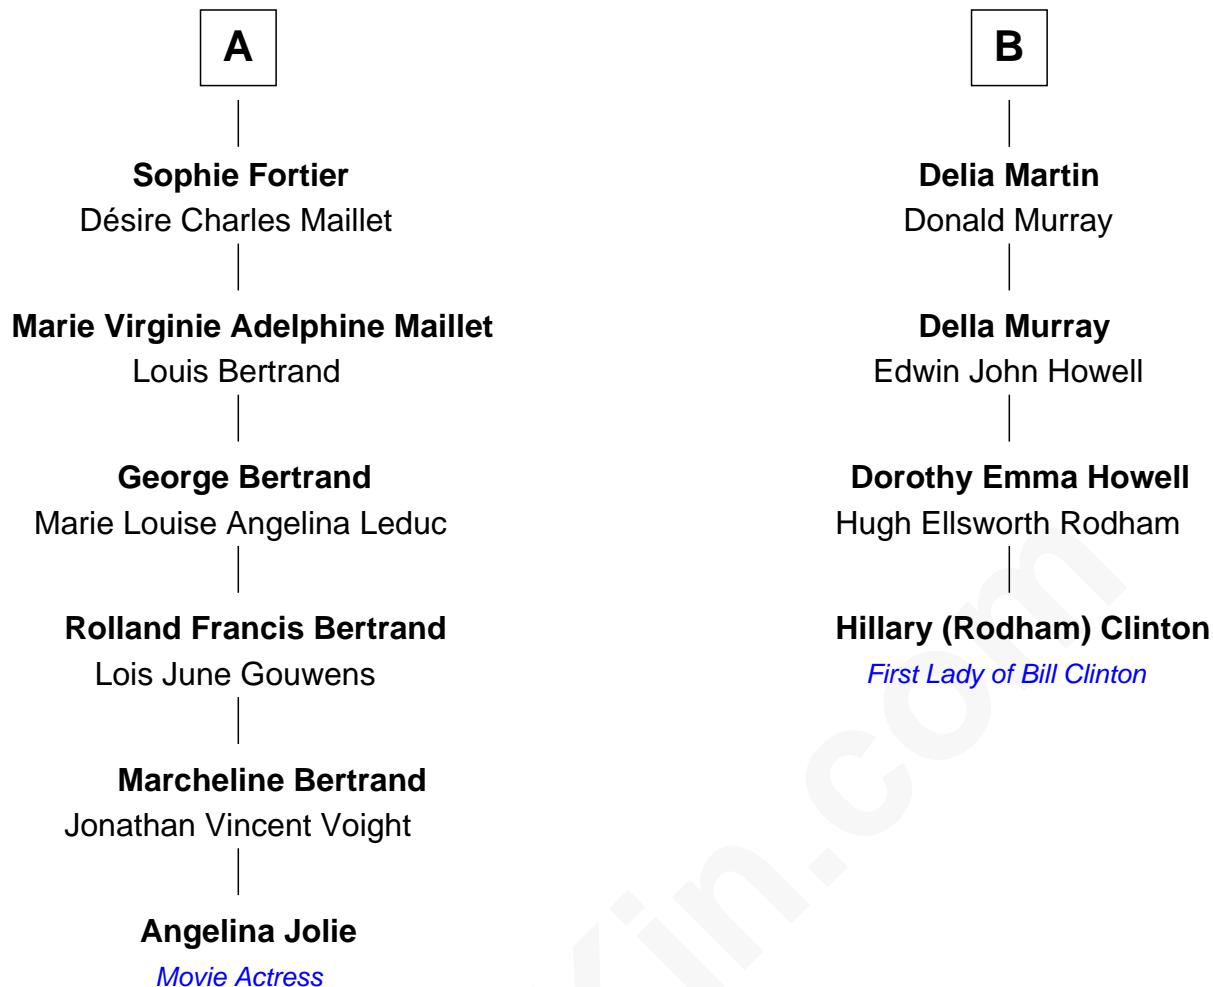 A
Sophie Fortier
Désire Charles Maillet
Marie Virginie Adelphine Maillet
Louis Bertrand
George Bertrand
Marie Louise Angelina Leduc
Rolland Francis Bertrand
Lois June Gouwens
Marcheline Bertrand
Jonathan Vincent Voight
Angelina Jolie
Movie Actress
B
Delia Martin
Donald Murray
Della Murray
Edwin John Howell
Dorothy Emma Howell
Hugh Ellsworth Rodham
Hillary (Rodham) Clinton
First Lady of Bill Clinton